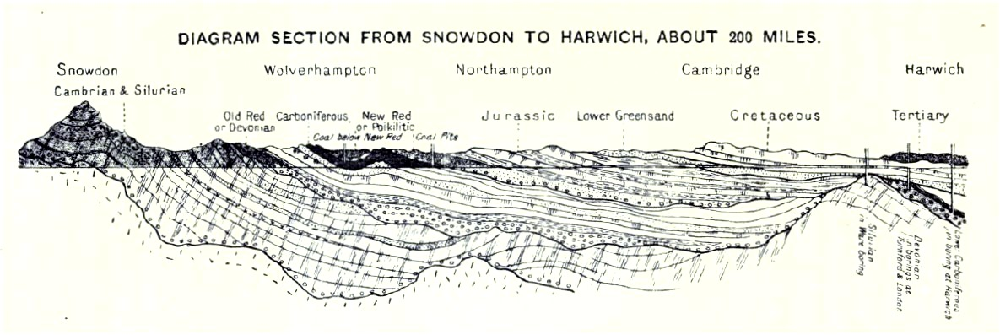 DIAGRAM SECTION FROM SNOWDON TO HARWICH, ABOUT 200 MILES.
Snowdon Wolverhampton Northampton Cambridge Harwich
Cambrian & Silurian
Old Red Carboniferous New Red Jurassic Lower Greensand Cretaceous Tertiary
or Devonian or Poikilitic
Coal below New Red Coal Pits
Silurian
in Ware boring
Devonian
in borings at
Turnford & London
Lower Carboniferous
in boring at Harwich